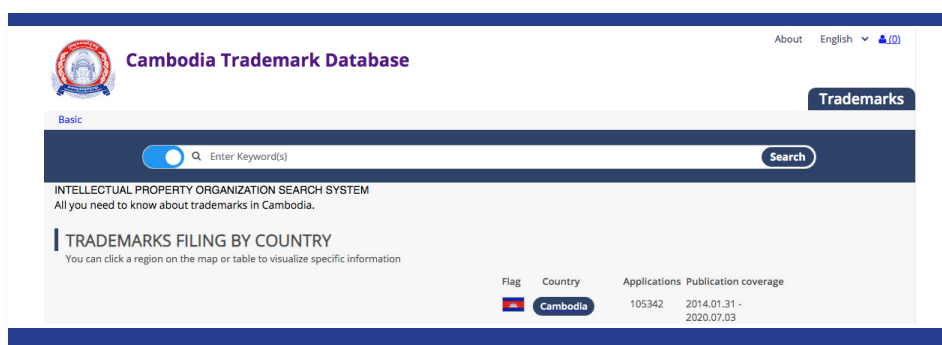 About English (0)
Cambodia Trademark Database
Trademarks
Basic
Enter Keyword(s) Search
INTELLECTUAL PROPERTY ORGANIZATION SEARCH SYSTEM
All you need to know about trademarks in Cambodia.
TRADEMARKS FILING BY COUNTRY
You can click a region on the map or table to visualize specific information
Flag Country Applications Publication coverage
Cambodia 105342 2014.01.31 -
2020.07.03